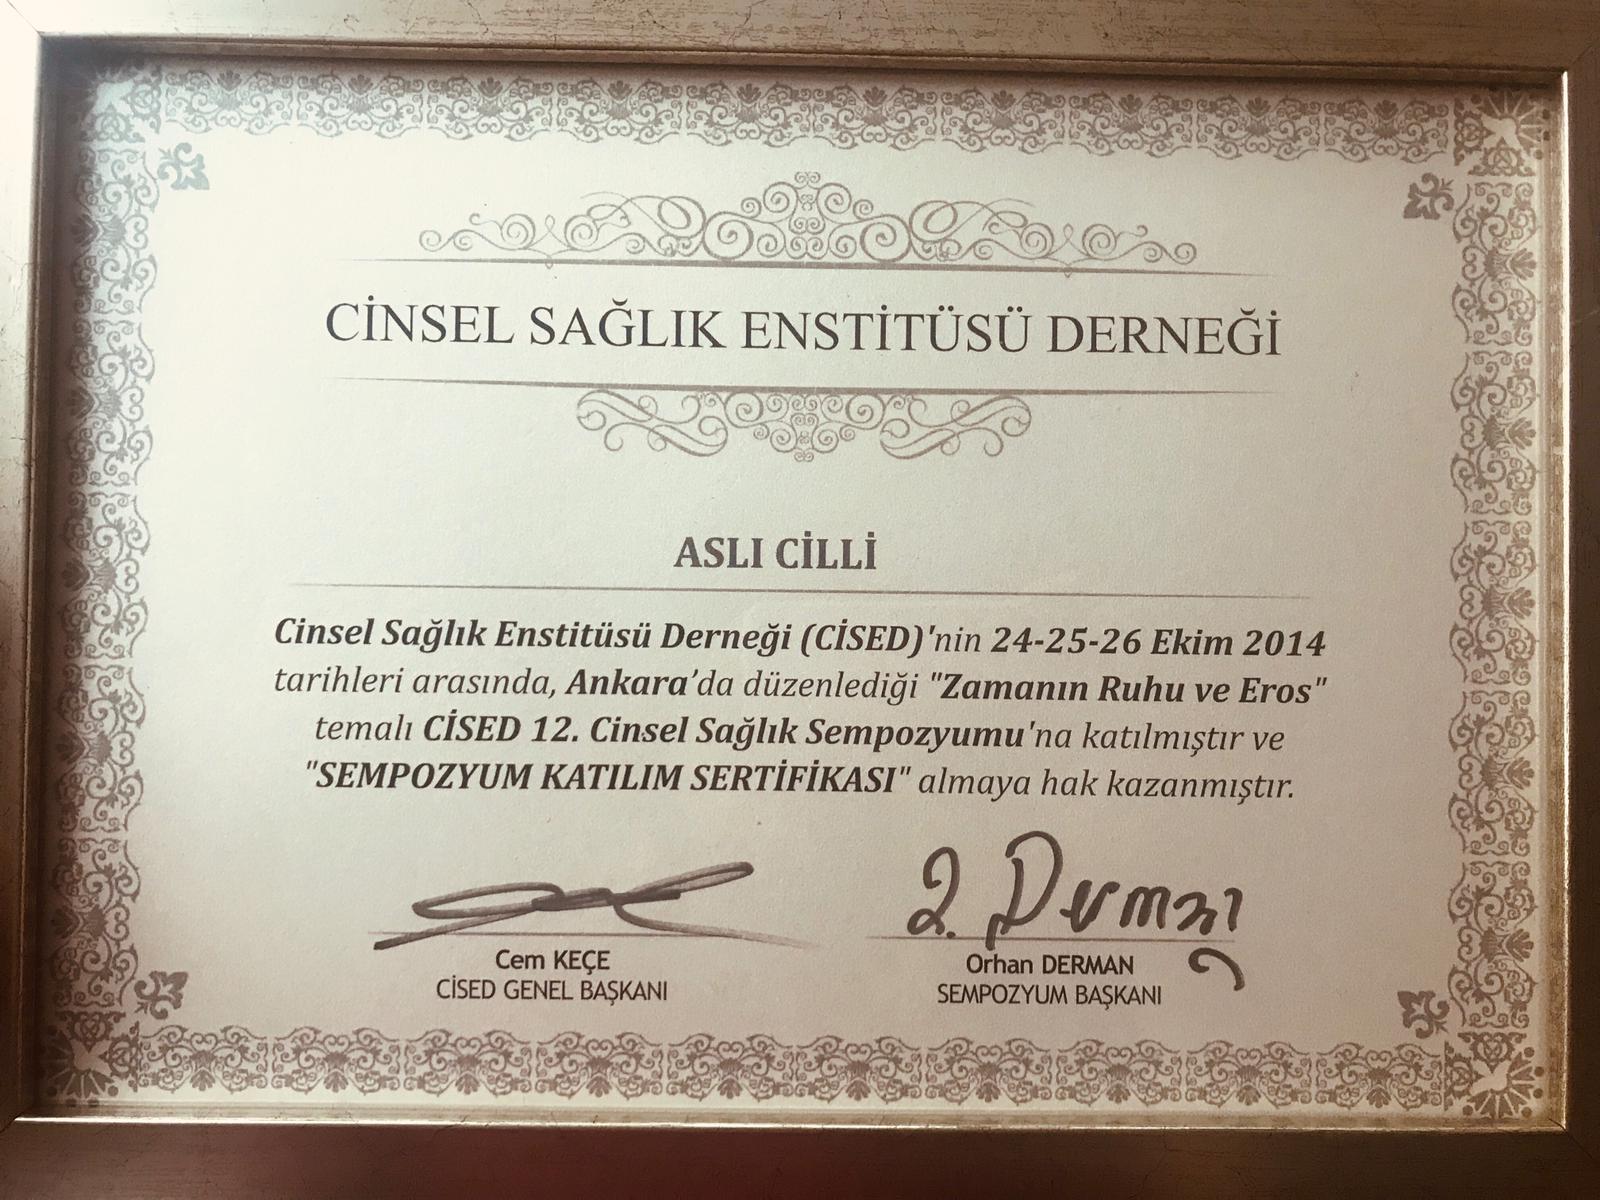 CİNSEL SAĞLIK ENSTİTÜSÜ DERNEĞİ
ASLI CİLLİ
Cinsel Sağlık Enstitüsü Derneği (CİSED)'nin 24-25-26 Ekim 2014
tarihleri arasında, Ankara'da düzenlediği "Zamanın Ruhu ve Eros"
temalı CİSED 12. Cinsel Sağlık Sempozyumu'na katılmıştır ve
"SEMPOZYUM KATILIM SERTİFİKASI" almaya hak kazanmıştır.
Cem KEÇE
CİSED GENEL BAŞKANI
Orhan DERMAN
SEMPOZYUM BAŞKANI